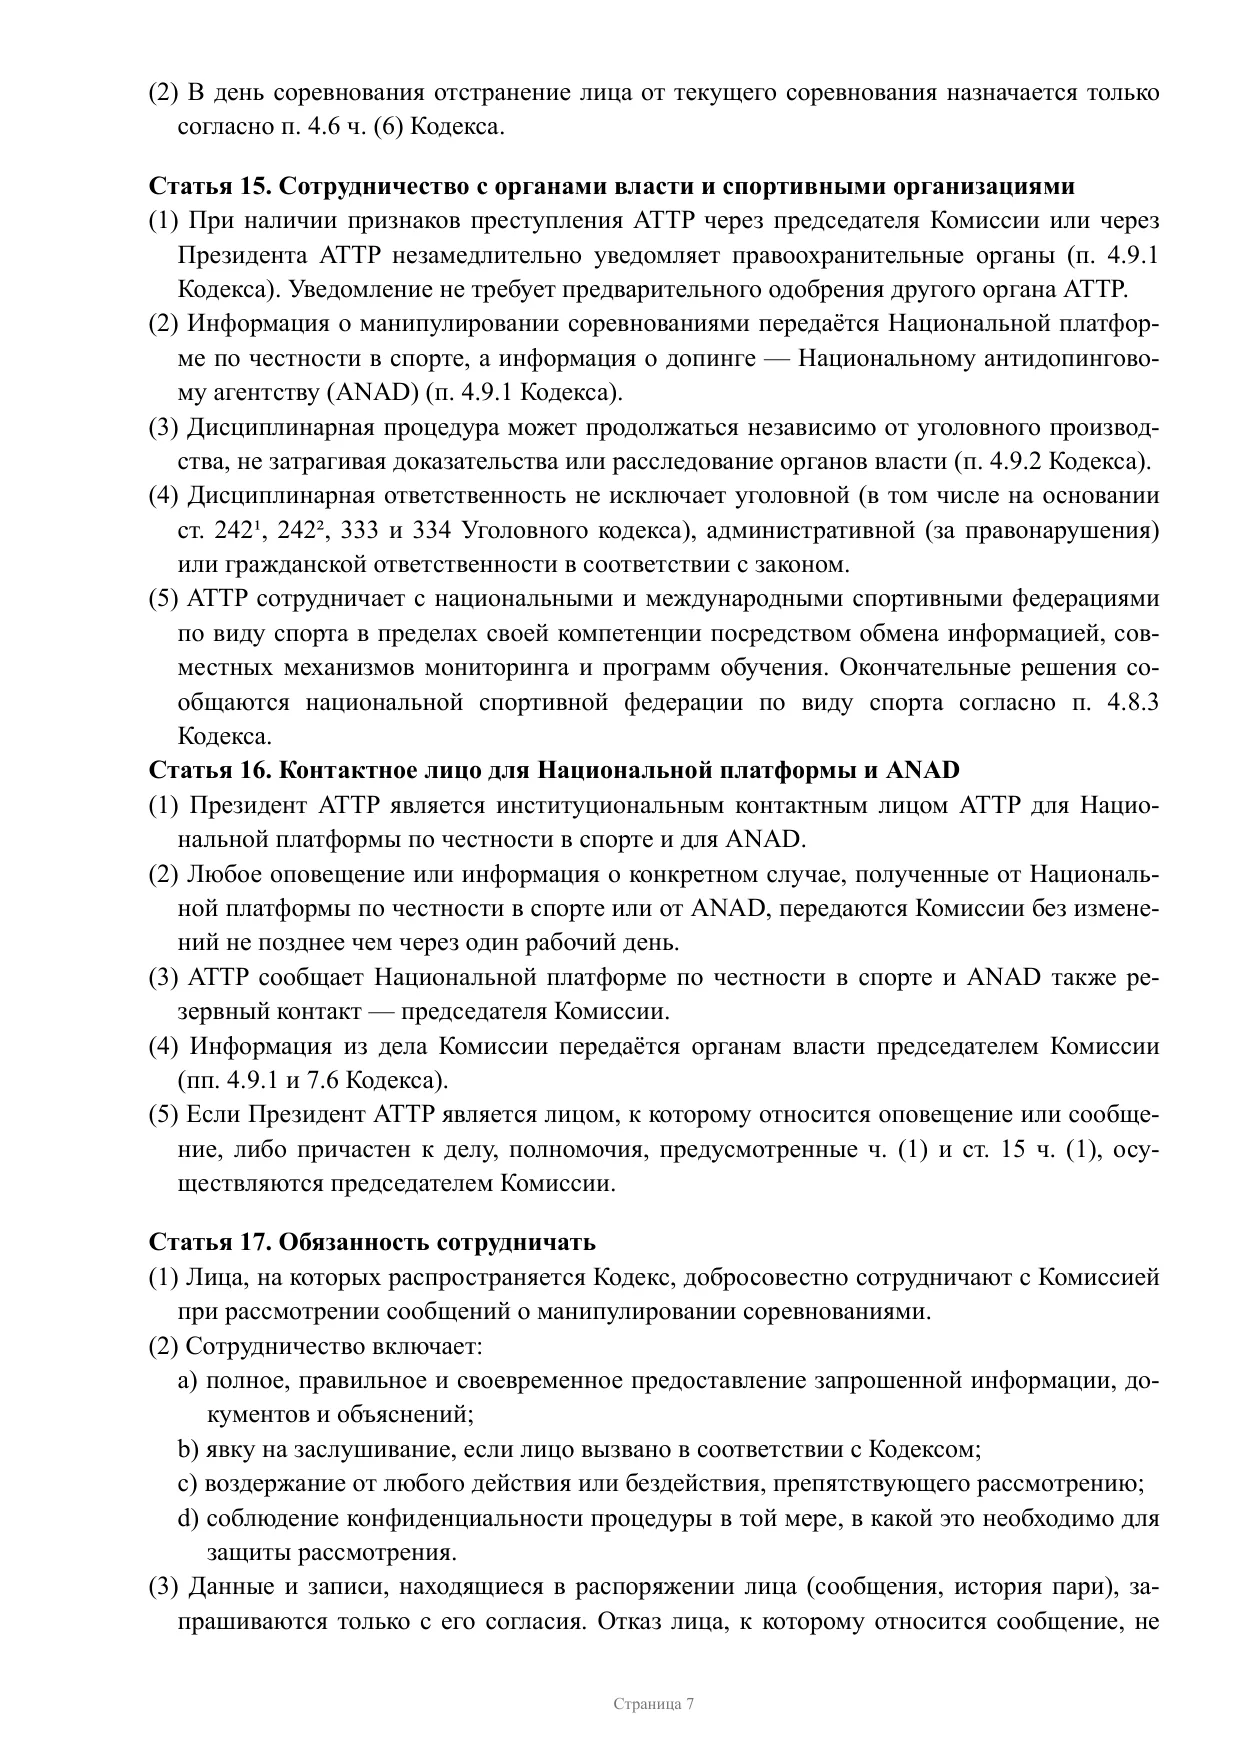 (2) В день соревнования отстранение лица от текущего соревнования назначается только
согласно п. 4.6 ч. (6) Кодекса.
Статья 15. Сотрудничество с органами власти и спортивными организациями
(1) При наличии признаков преступления АТТР через председателя Комиссии или через
Президента АТТР незамедлительно уведомляет правоохранительные органы (п. 4.9.1
Кодекса). Уведомление не требует предварительного одобрения другого органа АТТР.
(2) Информация о манипулировании соревнованиями передаётся Национальной платфор-
ме по честности в спорте, а информация о допинге — Национальному антидопингово-
му агентству (ANAD) (п. 4.9.1 Кодекса).
(3) Дисциплинарная процедура может продолжаться независимо от уголовного производ-
ства, не затрагивая доказательства или расследование органов власти (п. 4.9.2 Кодекса).
(4) Дисциплинарная ответственность не исключает уголовной (в том числе на основании
ст. 242¹, 242², 333 и 334 Уголовного кодекса), административной (за правонарушения)
или гражданской ответственности в соответствии с законом.
(5) АТТР сотрудничает с национальными и международными спортивными федерациями
по виду спорта в пределах своей компетенции посредством обмена информацией, сов-
местных механизмов мониторинга и программ обучения. Окончательные решения со-
общаются национальной спортивной федерации по виду спорта согласно п. 4.8.3
Кодекса.
Статья 16. Контактное лицо для Национальной платформы и ANAD
(1) Президент АТТР является институциональным контактным лицом АТТР для Нацио-
нальной платформы по честности в спорте и для ANAD.
(2) Любое оповещение или информация о конкретном случае, полученные от Националь-
ной платформы по честности в спорте или от ANAD, передаются Комиссии без измене-
ний не позднее чем через один рабочий день.
(3) АТТР сообщает Национальной платформе по честности в спорте и ANAD также ре-
зервный контакт — председателя Комиссии.
(4) Информация из дела Комиссии передаётся органам власти председателем Комиссии
(пп. 4.9.1 и 7.6 Кодекса).
(5) Если Президент АТТР является лицом, к которому относится оповещение или сообще-
ние, либо причастен к делу, полномочия, предусмотренные ч. (1) и ст. 15 ч. (1), осу-
ществляются председателем Комиссии.
Статья 17. Обязанность сотрудничать
(1) Лица, на которых распространяется Кодекс, добросовестно сотрудничают с Комиссией
при рассмотрении сообщений о манипулировании соревнованиями.
(2) Сотрудничество включает:
a) полное, правильное и своевременное предоставление запрошенной информации, до-
кументов и объяснений;
b) явку на заслушивание, если лицо вызвано в соответствии с Кодексом;
c) воздержание от любого действия или бездействия, препятствующего рассмотрению;
d) соблюдение конфиденциальности процедуры в той мере, в какой это необходимо для
защиты рассмотрения.
(3) Данные и записи, находящиеся в распоряжении лица (сообщения, история пари), за-
прашиваются только с его согласия. Отказ лица, к которому относится сообщение, не
Страница 7